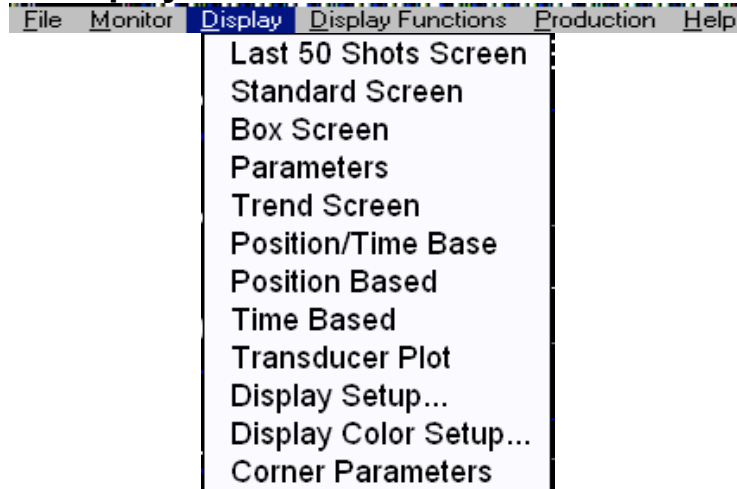 File Monitor Display Display Functions Production Help
Last 50 Shots Screen
Standard Screen
Box Screen
Parameters
Trend Screen
Position/Time Base
Position Based
Time Based
Transducer Plot
Display Setup...
Display Color Setup...
Corner Parameters